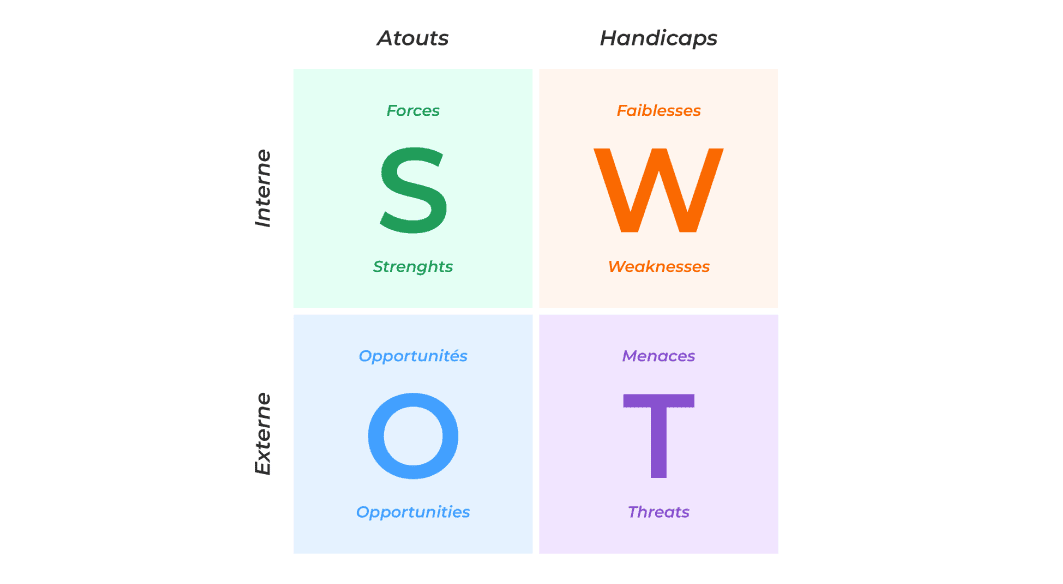 Atouts
Handicaps
Interne
Forces
S
Strenghts
Faiblesses
W
Weaknesses
Externe
Opportunités
O
Opportunities
Menaces
T
Threats